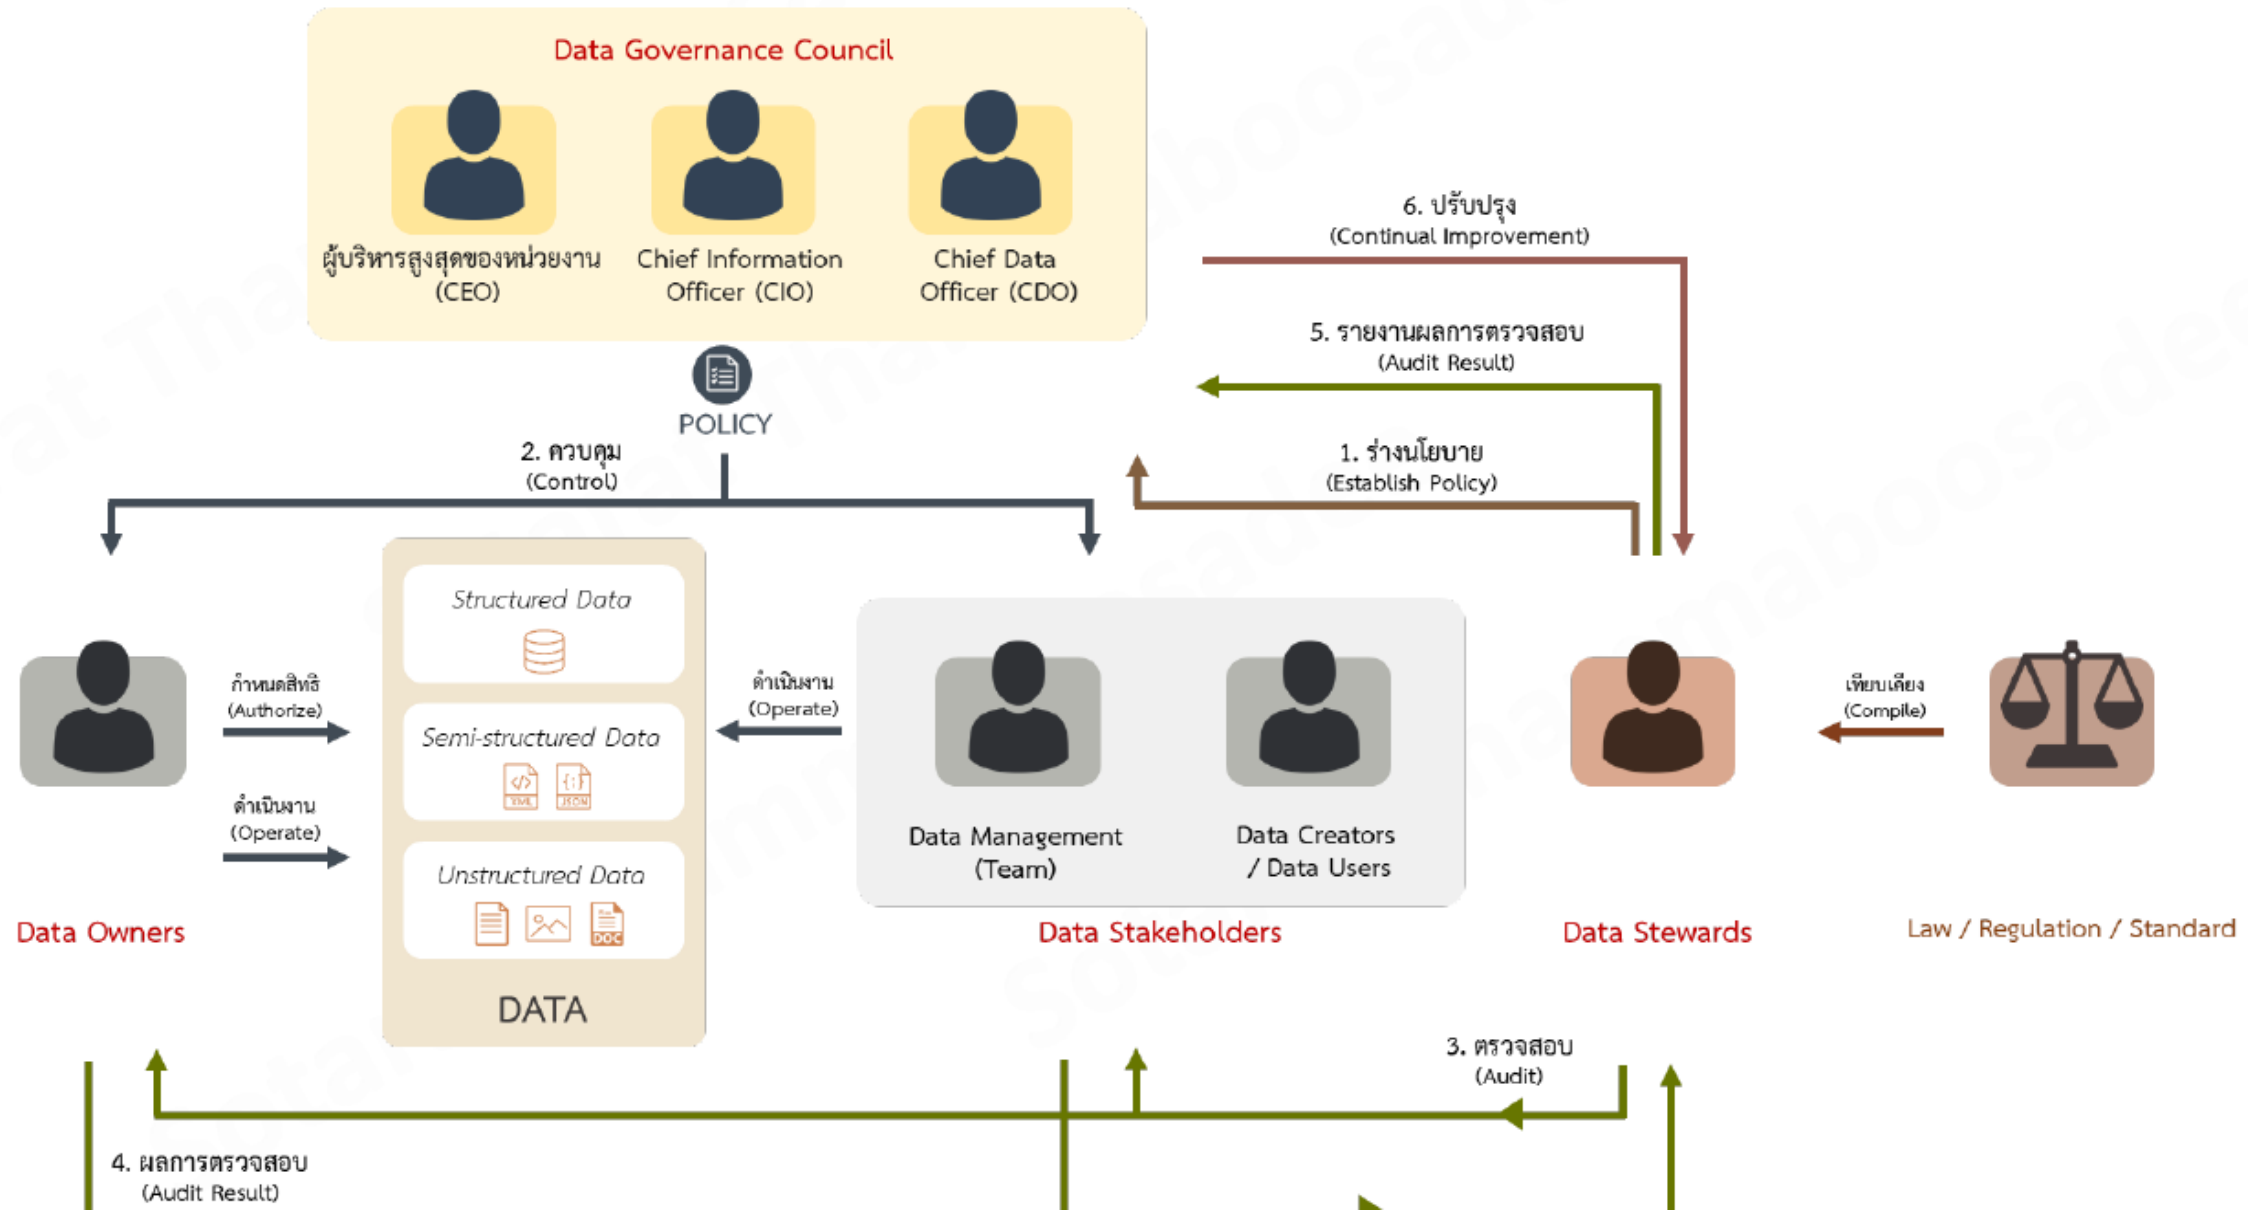 Data Governance Council
ผู้บริหารสูงสุดของหน่วยงาน
(CEO)
Chief Information
Officer (CIO)
Chief Data
Officer (CDO)
6. ปรับปรุง
(Continual Improvement)
5. รายงานผลการตรวจสอบ
(Audit Result)
POLICY
2. ควบคุม
(Control)
1. ร่างนโยบาย
(Establish Policy)
Structured Data
กำหนดสิทธิ
(Authorize)
ดำเนินงาน
(Operate)
เทียบเคียง
(Compile)
Semi-structured Data
XML
JSON
ดำเนินงาน
(Operate)
Data Management
(Team)
Data Creators
/ Data Users
Unstructured Data
DOC
Data Owners
Data Stakeholders
Data Stewards
Law / Regulation / Standard
DATA
3. ตรวจสอบ
(Audit)
4. ผลการตรวจสอบ
(Audit Result)